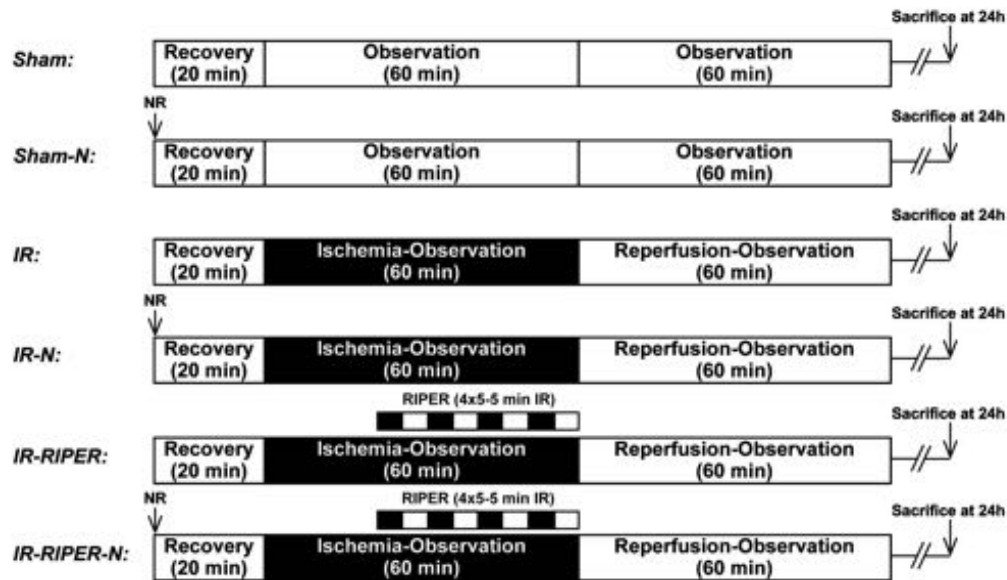 Sacrifice at 24h
Sham:
Recovery Observation Observation
(20 min) (60 min) (60 min)
NR
Sacrifice at 24h
Sham-N:
Recovery Observation Observation
(20 min) (60 min) (60 min)
Sacrifice at 24h
IR:
Recovery Ischemia-Observation Reperfusion-Observation
(20 min) (60 min) (60 min)
NR
Sacrifice at 24h
IR-N:
Recovery Ischemia-Observation Reperfusion-Observation
(20 min) (60 min) (60 min)
RIPER (4x5-5 min IR)
Sacrifice at 24h
IR-RIPER:
Recovery Ischemia-Observation Reperfusion-Observation
(20 min) (60 min) (60 min)
NR
RIPER (4x5-5 min IR)
Sacrifice at 24h
IR-RIPER-N:
Recovery Ischemia-Observation Reperfusion-Observation
(20 min) (60 min) (60 min)